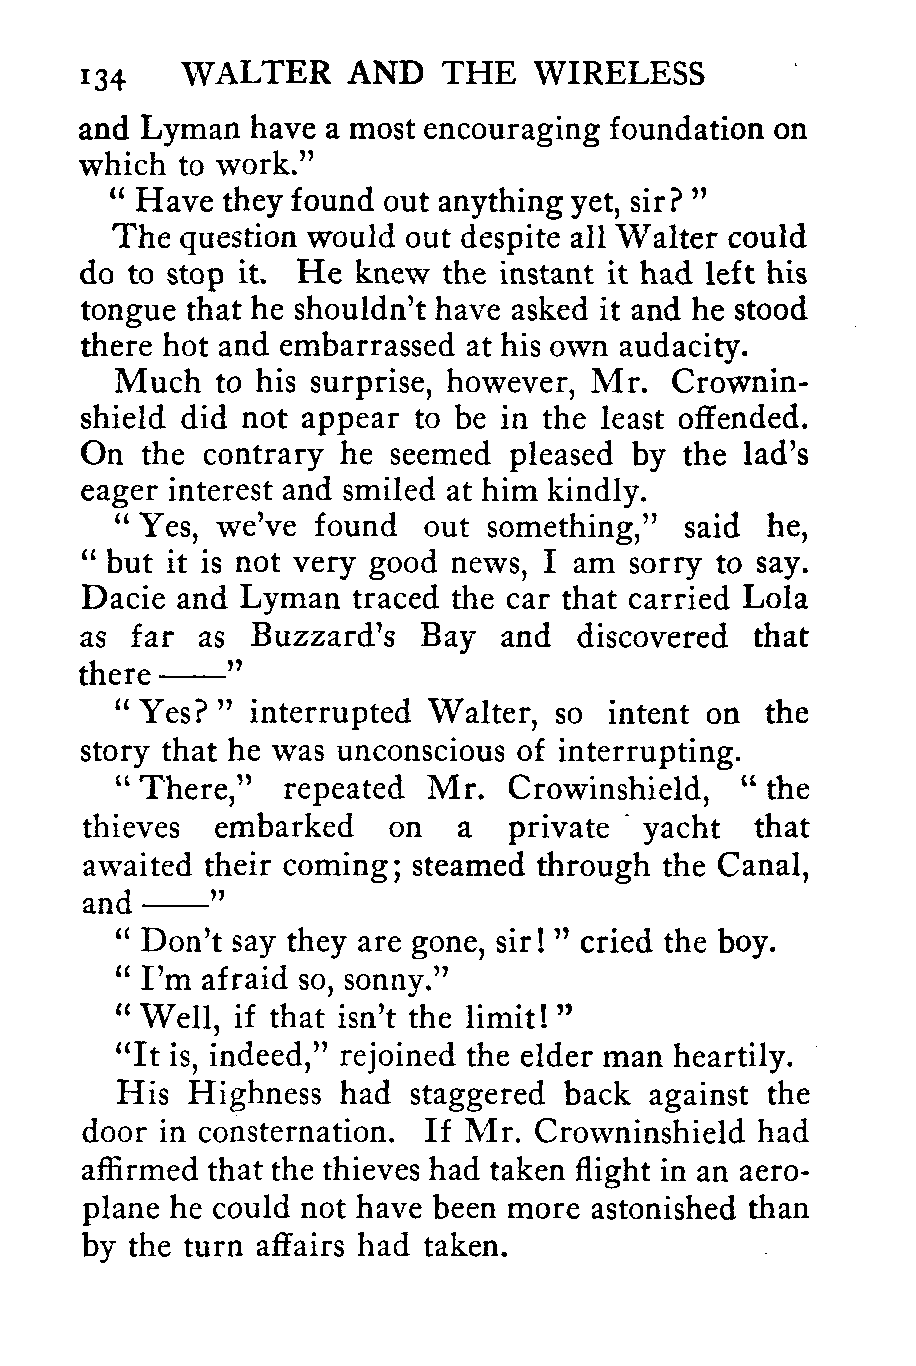 134 WALTER AND THE WIRELESS
and Lyman have a most encouraging foundation on
which to work.”
“ Have they found out anything yet, sir? ”
The question would out despite all Walter could
do to stop it. He knew the instant it had left his
tongue that he shouldn’t have asked it and he stood
there hot and embarrassed at his own audacity.
Much to his surprise, however, Mr. Crownin-
shield did not appear to be in the least offended.
On the contrary he seemed pleased by the lad’s
eager interest and smiled at him kindly.
“ Yes, we’ve found out something,” said he,
“ but it is not very good news, I am sorry to say.
Dacie and Lyman traced the car that carried Lola
as far as Buzzard’s Bay and discovered that
there ——”
“ Yes? ” interrupted Walter, so intent on the
story that he was unconscious of interrupting.
“ There,” repeated Mr. Crowinshield, “ the
thieves embarked on a private yacht that
awaited their coming; steamed through the Canal,
and ——”
“ Don’t say they are gone, sir! ” cried the boy.
“ I’m afraid so, sonny.”
“ Well, if that isn’t the limit! ”
“It is, indeed,” rejoined the elder man heartily.
His Highness had staggered back against the
door in consternation. If Mr. Crowninshield had
affirmed that the thieves had taken flight in an aero-
plane he could not have been more astonished than
by the turn affairs had taken.